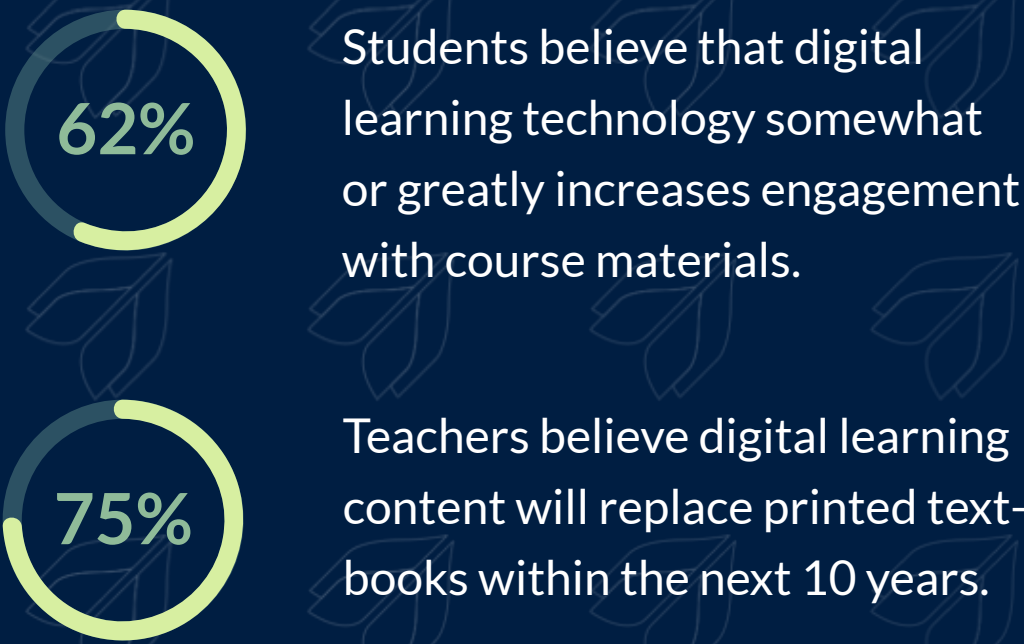 62%
Students believe that digital
learning technology somewhat
or greatly increases engagement
with course materials.
75%
Teachers believe digital learning
content will replace printed text-
books within the next 10 years.